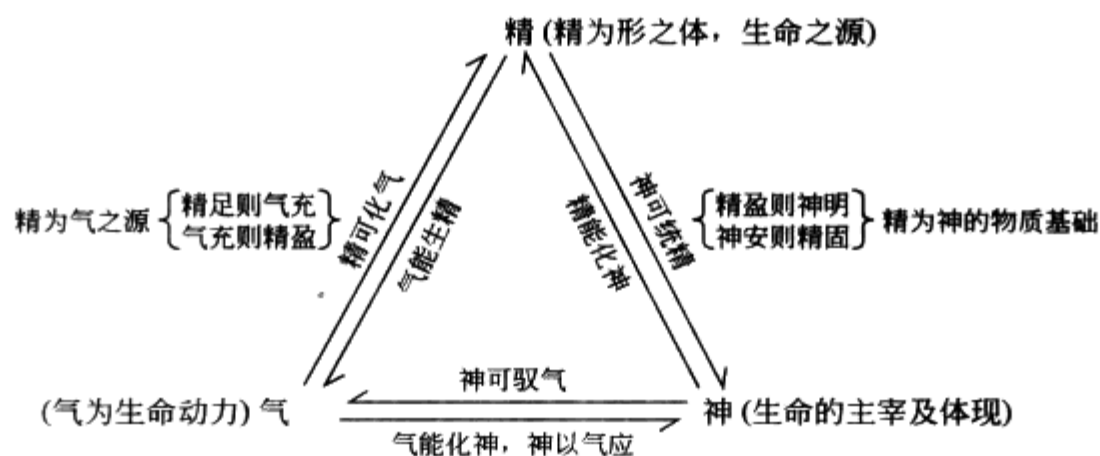 精 (精为形之体，生命之源)
精可化气
气能生精
精能化神
神可统精
精为气之源 { 精足则气充
气充则精盈 }
{ 精盈则神明
神安则精固 } 精为神的物质基础
神可驭气
(气为生命动力) 气
神 (生命的主宰及体现)
气能化神，神以气应